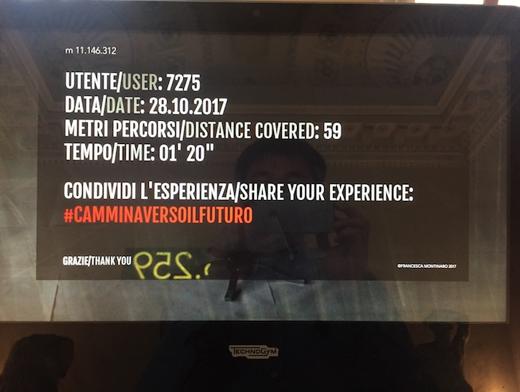 m 11.146.312
UTENTE/USER: 7275
DATA/DATE: 28.10.2017
METRI PERCORSI/DISTANCE COVERED: 59
TEMPO/TIME: 01' 20"
CONDIVIDI L'ESPERIENZA/SHARE YOUR EXPERIENCE:
#CAMMINAVERSOILFUTURO
GRAZIE/THANK YOU
©FRANCESCA MONTINARO 2017
TECHNOGYM